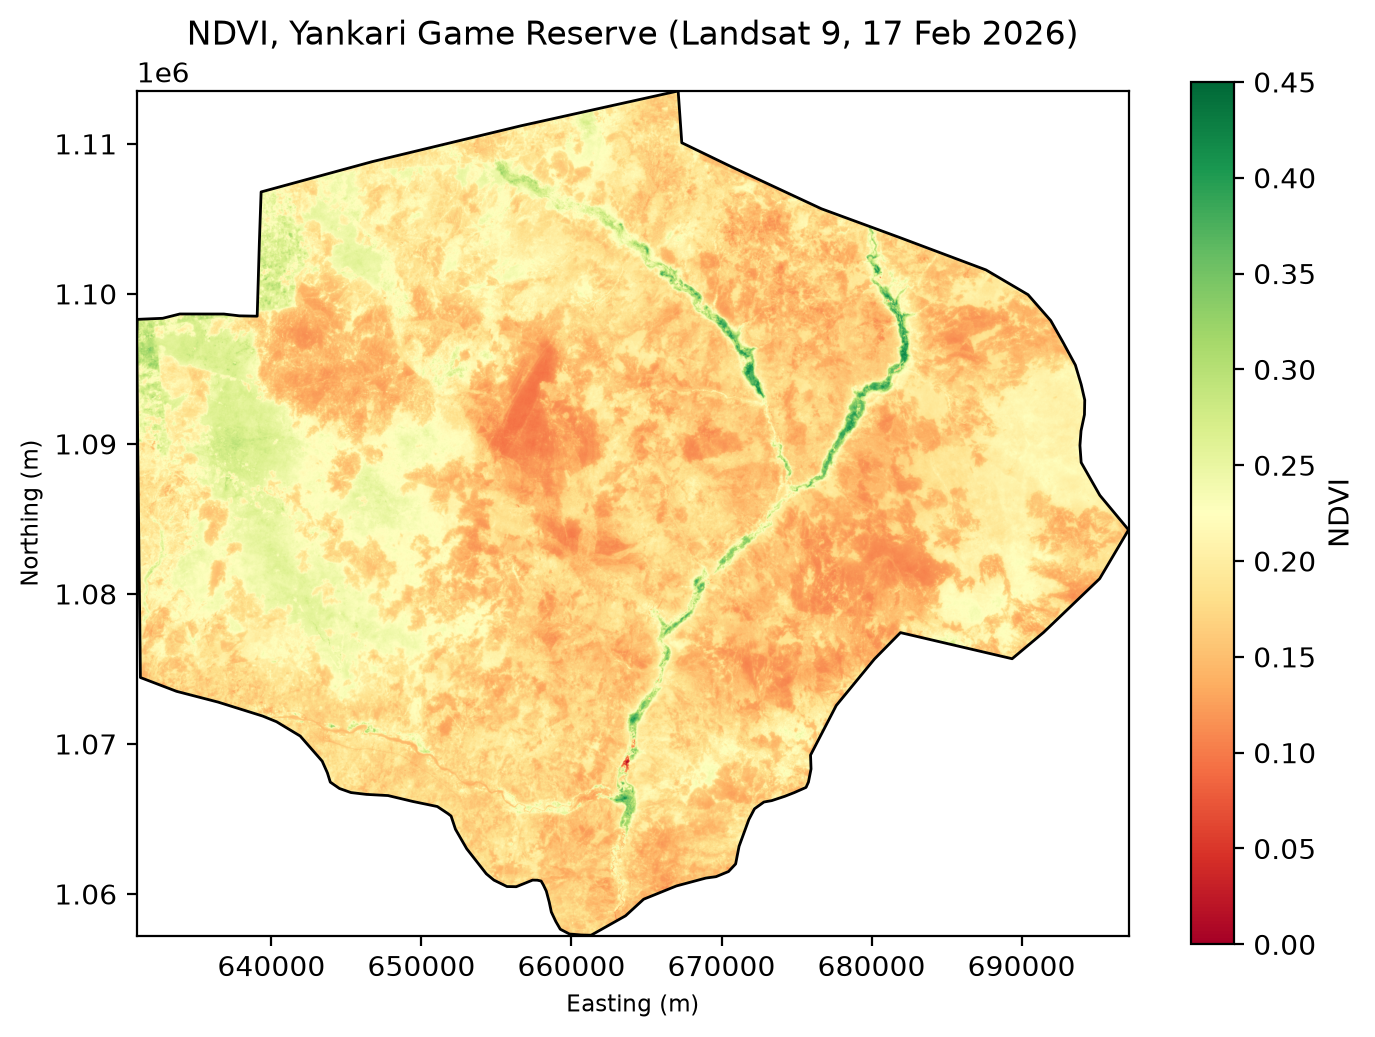 NDVI, Yankari Game Reserve (Landsat 9, 17 Feb 2026)
1e6
1.11
1.10
1.09
1.08
1.07
1.06
Northing (m)
640000 650000 660000 670000 680000 690000
Easting (m)
0.45
0.40
0.35
0.30
0.25
0.20
0.15
0.10
0.05
0.00
NDVI